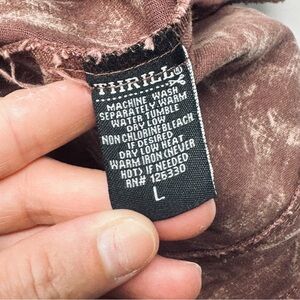 THRILL®
MACHINE WASH
SEPARATELY WARM
WATER TUMBLE
DRY LOW
NON CHLORINE BLEACH
IF DESIRED
DRY LOW HEAT
WARM IRON (NEVER
HOT) IF NEEDED
RN# 126330
L